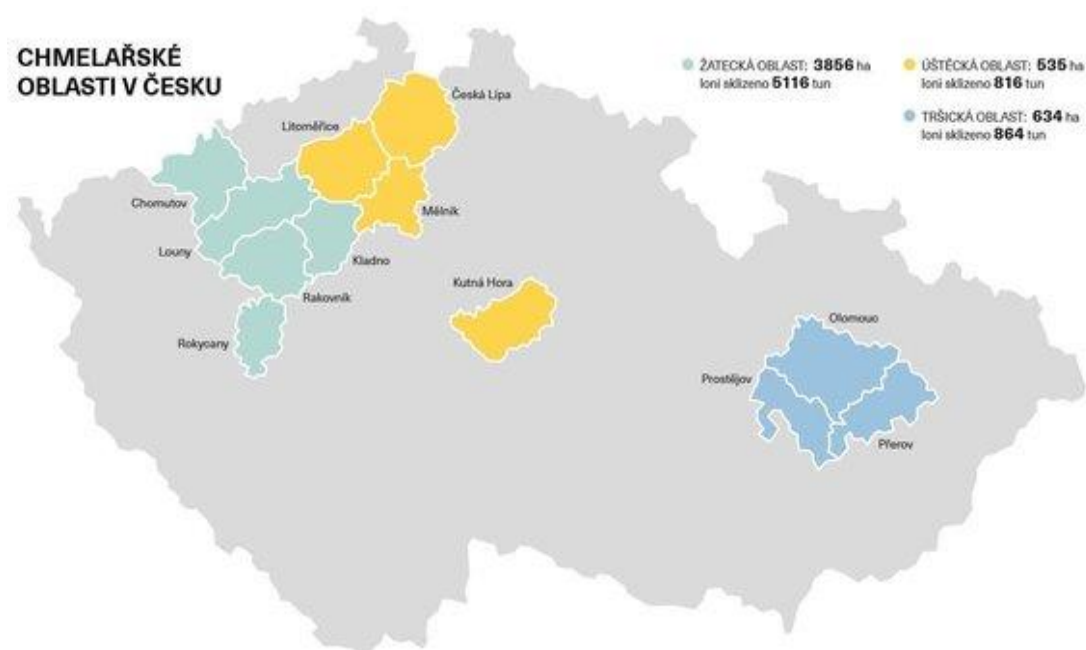 CHMELAŘSKÉ
OBLASTI V ČESKU
ŽATECKÁ OBLAST: 3856 ha
loni sklizeno 5116 tun
ÚŠTĚCKÁ OBLAST: 535 ha
loni sklizeno 816 tun
TRŠICKÁ OBLAST: 634 ha
loni sklizeno 864 tun
Česká Lípa
Litoměřice
Chomutov
Mělník
Louny
Kladno
Kutná Hora
Rakovník
Rokycany
Olomouc
Prostějov
Přerov